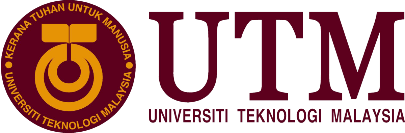 KERANA TUHAN UNTUK MANUSIA
UNIVERSITI TEKNOLOGI MALAYSIA
UTM
UNIVERSITI TEKNOLOGI MALAYSIA